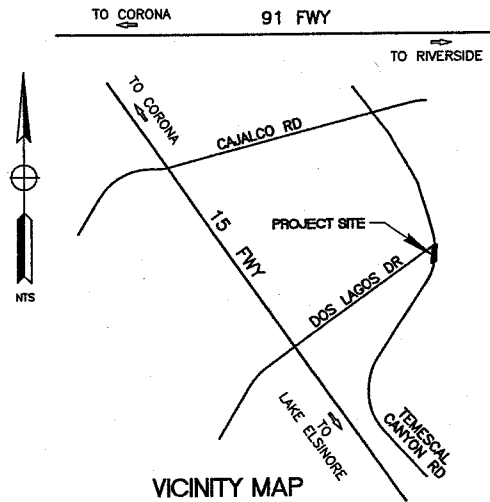 TO CORONA
91 FWY
TO RIVERSIDE
TO CORONA
CAJALCO RD
15 FWY
PROJECT SITE
NTS
DOS LAGOS DR
TO
LAKE ELSINORE
TEMESCAL
CANYON RD
VICINITY MAP